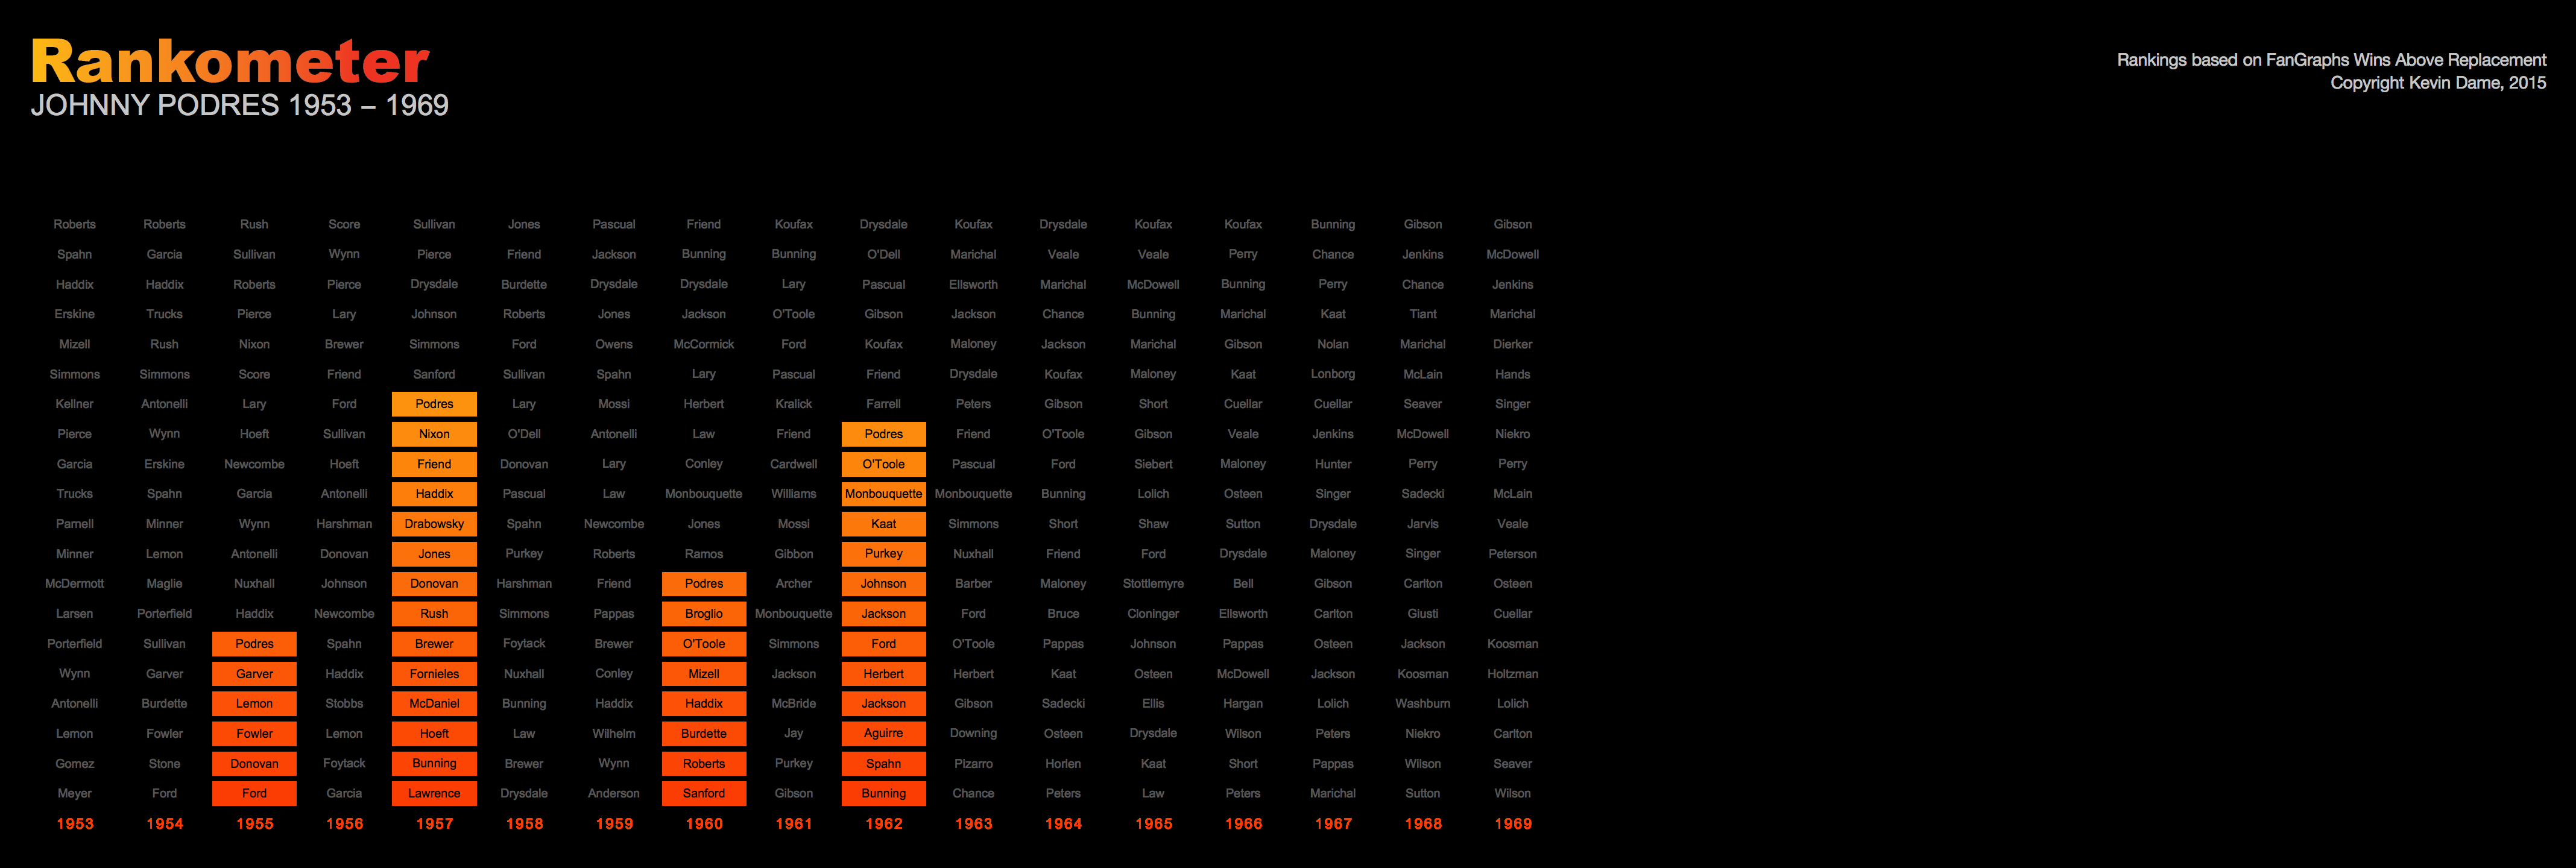 Rankometer
JOHNNY PODRES 1953 – 1969
Rankings based on FanGraphs Wins Above Replacement
Copyright Kevin Dame, 2015
Roberts Roberts Rush Score Sullivan Jones Pascual Friend Koufax Drysdale Koufax Drysdale Koufax Koufax Bunning Gibson Gibson
Spahn Garcia Sullivan Wynn Pierce Friend Jackson Bunning Bunning O'Dell Marichal Veale Veale Perry Chance Jenkins McDowell
Haddix Haddix Roberts Pierce Drysdale Burdette Drysdale Drysdale Lary Pascual Ellsworth Marichal McDowell Bunning Perry Chance Jenkins
Erskine Trucks Pierce Lary Johnson Roberts Jones Jackson O'Toole Gibson Jackson Chance Bunning Marichal Kaat Tiant Marichal
Mizell Rush Nixon Brewer Simmons Ford Owens McCormick Ford Koufax Maloney Jackson Marichal Gibson Nolan Marichal Dierker
Simmons Simmons Score Friend Sanford Sullivan Spahn Lary Pascual Friend Drysdale Koufax Maloney Kaat Lonborg McLain Hands
Kellner Antonelli Lary Ford Podres Lary Mossi Herbert Kralick Farrell Peters Gibson Short Cuellar Cuellar Seaver Singer
Pierce Wynn Hoeft Sullivan Nixon O'Dell Antonelli Law Friend Podres Friend O'Toole Gibson Veale Jenkins McDowell Niekro
Garcia Erskine Newcombe Hoeft Friend Donovan Lary Conley Cardwell O'Toole Pascual Ford Siebert Maloney Hunter Perry Perry
Trucks Spahn Garcia Antonelli Haddix Pascual Law Monbouquette Williams Monbouquette Monbouquette Bunning Lolich Osteen Singer Sadecki McLain
Parnell Minner Wynn Harshman Drabowsky Spahn Newcombe Jones Mossi Kaat Simmons Short Shaw Sutton Drysdale Jarvis Veale
Minner Lemon Antonelli Donovan Jones Purkey Roberts Ramos Gibbon Purkey Nuxhall Friend Ford Drysdale Maloney Singer Peterson
McDermott Maglie Nuxhall Johnson Donovan Harshman Friend Podres Archer Johnson Barber Maloney Stottlemyre Bell Gibson Carlton Osteen
Larsen Porterfield Haddix Newcombe Rush Simmons Pappas Broglio Monbouquette Jackson Ford Bruce Cloninger Ellsworth Carlton Giusti Cuellar
Porterfield Sullivan Podres Spahn Brewer Foytack Brewer O'Toole Simmons Ford O'Toole Pappas Johnson Pappas Osteen Jackson Koosman
Wynn Garver Garver Haddix Fornieles Nuxhall Conley Mizell Jackson Herbert Herbert Kaat Osteen McDowell Jackson Koosman Holtzman
Antonelli Burdette Lemon Stobbs McDaniel Bunning Haddix Haddix McBride Jackson Gibson Sadecki Ellis Hargan Lolich Washburn Lolich
Lemon Fowler Fowler Lemon Hoeft Law Wilhelm Burdette Jay Aguirre Downing Osteen Drysdale Wilson Peters Niekro Carlton
Gomez Stone Donovan Foytack Bunning Brewer Wynn Roberts Purkey Spahn Pizarro Horlen Kaat Short Pappas Wilson Seaver
Meyer Ford Ford Garcia Lawrence Drysdale Anderson Sanford Gibson Bunning Chance Peters Law Peters Marichal Sutton Wilson
1953 1954 1955 1956 1957 1958 1959 1960 1961 1962 1963 1964 1965 1966 1967 1968 1969